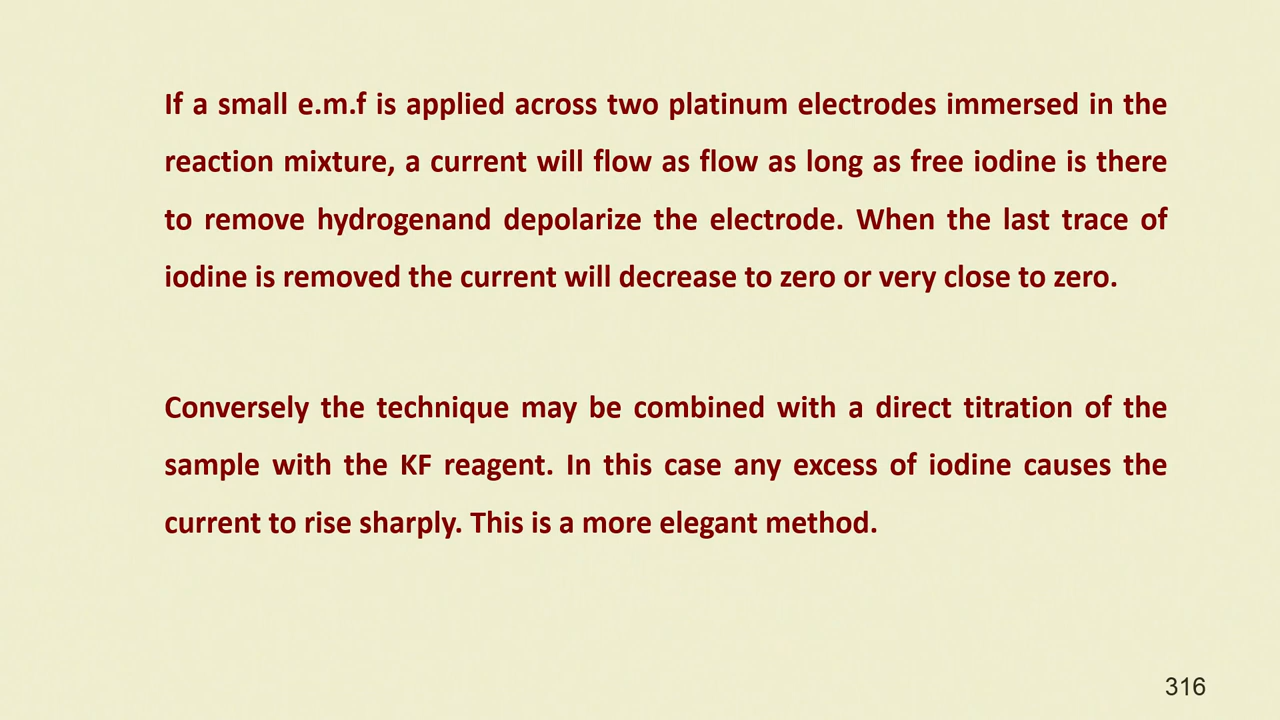 If a small e.m.f is applied across two platinum electrodes immersed in the
reaction mixture, a current will flow as flow as long as free iodine is there
to remove hydrogenand depolarize the electrode. When the last trace of
iodine is removed the current will decrease to zero or very close to zero.
Conversely the technique may be combined with a direct titration of the
sample with the KF reagent. In this case any excess of iodine causes the
current to rise sharply. This is a more elegant method.
316